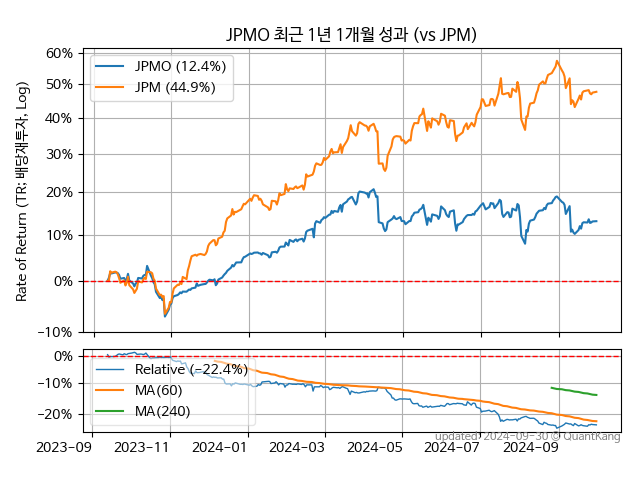 JPMO 최근 1년 1개월 성과 (vs JPM)
Rate of Return (TR: 배당재투자, Log)
60%
50%
40%
30%
20%
10%
0%
−10%
JPMO (12.4%)
JPM (44.9%)
0%
−10%
−20%
Relative (−22.4%)
MA(60)
MA(240)
2023-09 2023-11 2024-01 2024-03 2024-05 2024-07 2024-09
updated: 2024-09-30 © QuantKang